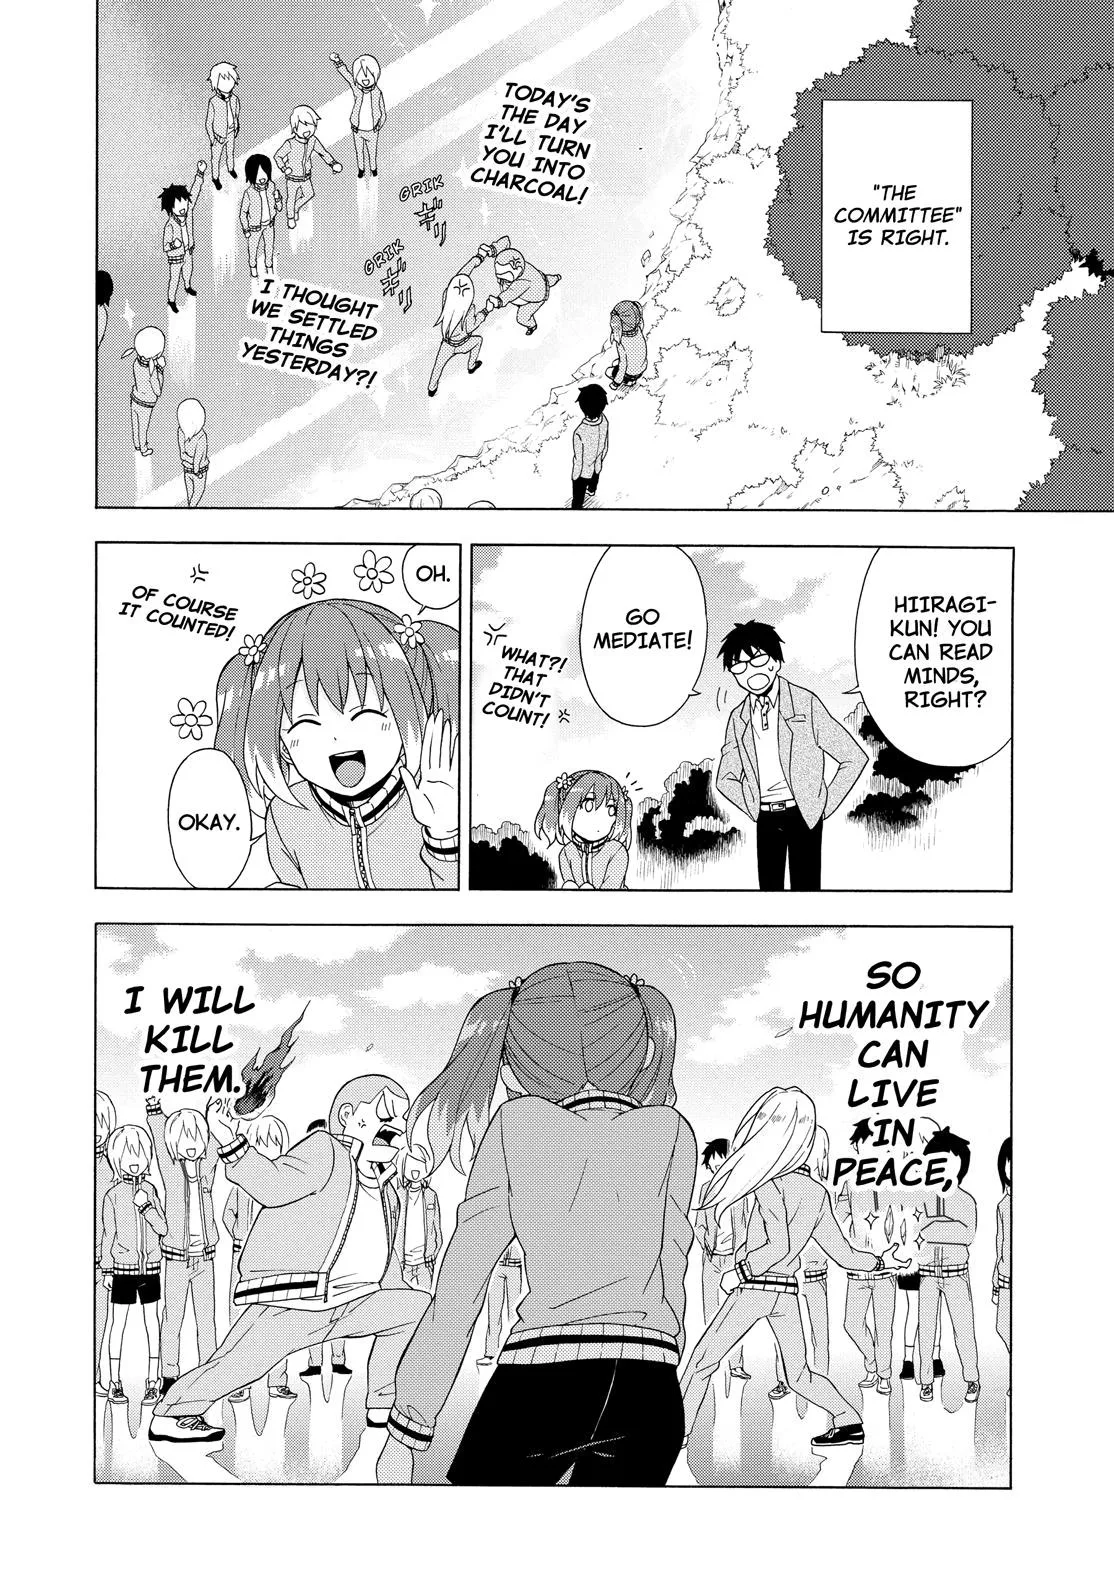 "THE
COMMITTEE"
IS RIGHT.
TODAY'S
THE DAY
I'LL TURN
YOU INTO
CHARCOAL!
GRIK
ギリ
GRIK
ギリ
I THOUGHT
WE SETTLED
THINGS
YESTERDAY?!
HIIRAGI-
KUN! YOU
CAN READ
MINDS,
RIGHT?
GO
MEDIATE!
WHAT?!
THAT
DIDN'T
COUNT!
OH.
OF COURSE
IT COUNTED!
OKAY.
SO
HUMANITY
CAN
LIVE
IN
PEACE,
I WILL
KILL
THEM.